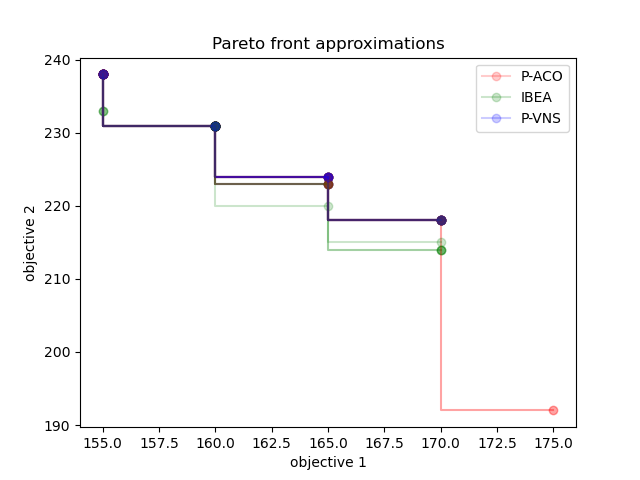 Pareto front approximations
P-ACO
IBEA
P-VNS
240
230
220
210
200
190
objective 2
155.0 157.5 160.0 162.5 165.0 167.5 170.0 172.5 175.0
objective 1